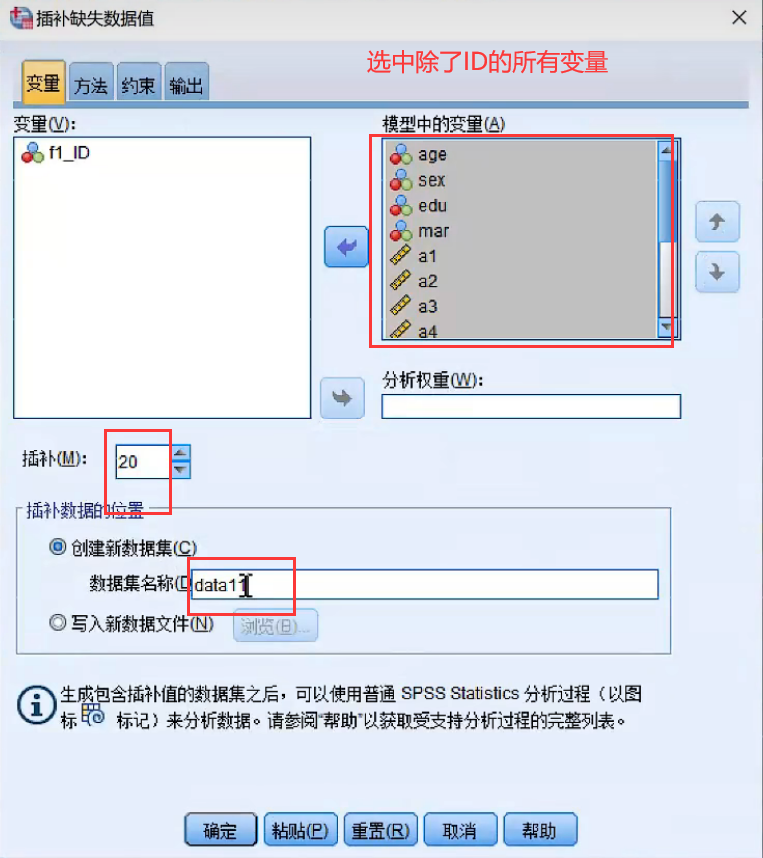 插补缺失数据值
选中除了ID的所有变量
变量 方法 约束 输出
变量(V):
模型中的变量(A)
f1_ID
age
sex
edu
mar
a1
a2
a3
a4
分析权重(W):
插补(M): 20
插补数据的位置
创建新数据集(C)
数据集名称(D data1
写入新数据文件(N) 浏览(B)...
生成包含插补值的数据集之后，可以使用普通 SPSS Statistics 分析过程（以图
标 标记）来分析数据。请参阅“帮助”以获取受支持分析过程的完整列表。
确定 粘贴(P) 重置(R) 取消 帮助